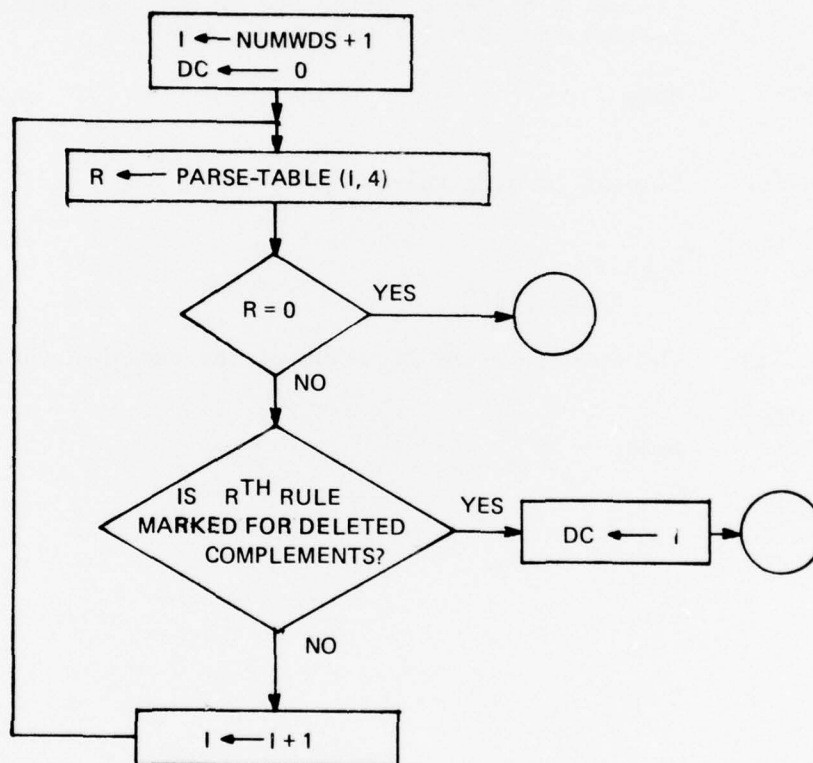 I ← NUMWDS + 1
DC ← 0
R ← PARSE-TABLE (I, 4)
R = 0
YES
NO
IS RTH RULE
MARKED FOR DELETED
COMPLEMENTS?
YES
DC ← I
NO
I ← I + 1